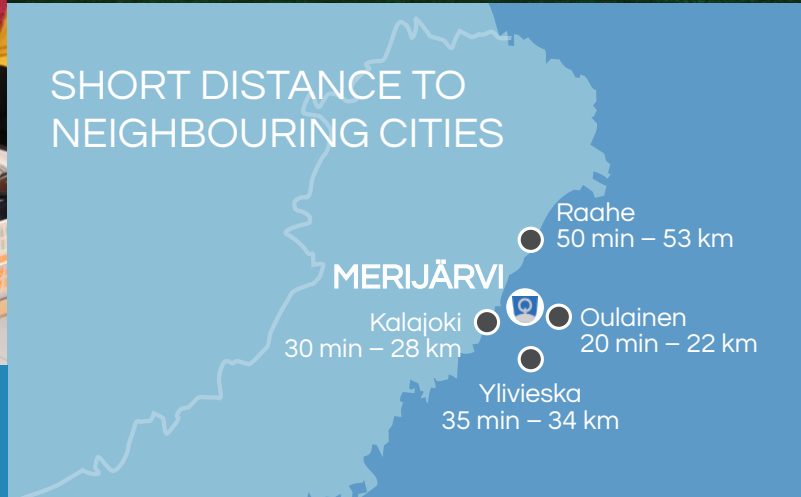 SHORT DISTANCE TO
NEIGHBOURING CITIES
Raahe
50 min – 53 km
MERIJÄRVI
Kalajoki
30 min – 28 km
Oulainen
20 min – 22 km
Ylivieska
35 min – 34 km